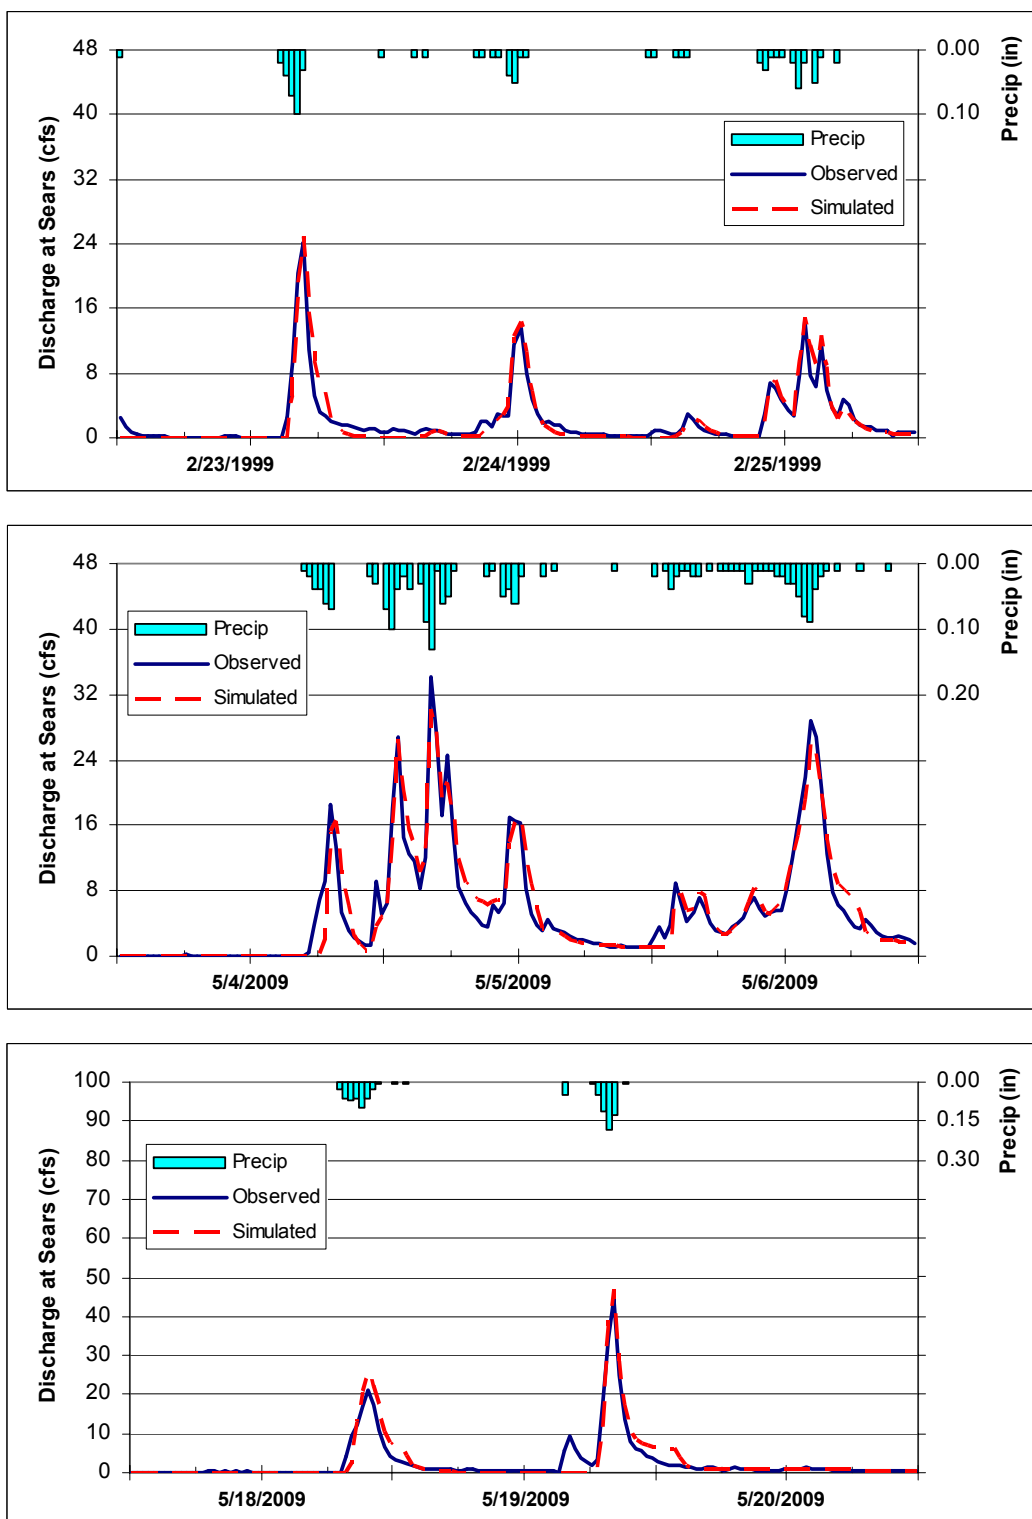 48
40
32
24
16
8
0
Discharge at Sears (cfs)
0.00
0.10
Precip (in)
Precip
Observed
Simulated
2/23/1999
2/24/1999
2/25/1999
48
40
32
24
16
8
0
Discharge at Sears (cfs)
0.00
0.10
0.20
Precip (in)
Precip
Observed
Simulated
5/4/2009
5/5/2009
5/6/2009
100
90
80
70
60
50
40
30
20
10
0
Discharge at Sears (cfs)
0.00
0.15
0.30
Precip (in)
Precip
Observed
Simulated
5/18/2009
5/19/2009
5/20/2009